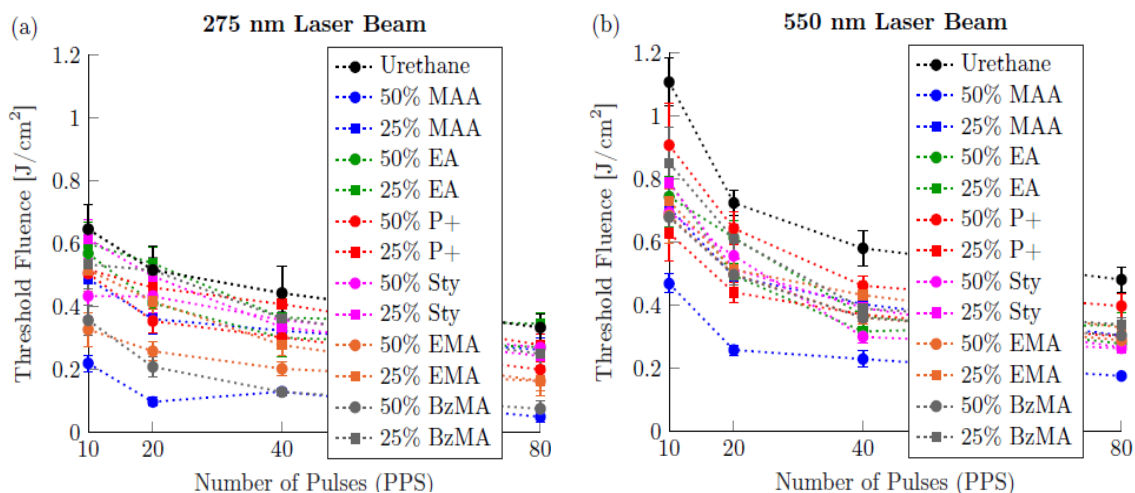 (a)
275 nm Laser Beam
Threshold Fluence [J/cm²]
1.2
1
0.8
0.6
0.4
0.2
0
10
20
40
80
Number of Pulses (PPS)
Urethane
50% MAA
25% MAA
50% EA
25% EA
50% P+
25% P+
50% Sty
25% Sty
50% EMA
25% EMA
50% BzMA
25% BzMA
(b)
550 nm Laser Beam
Threshold Fluence [J/cm²]
1.2
1
0.8
0.6
0.4
0.2
0
10
20
40
80
Number of Pulses (PPS)
Urethane
50% MAA
25% MAA
50% EA
25% EA
50% P+
25% P+
50% Sty
25% Sty
50% EMA
25% EMA
50% BzMA
25% BzMA